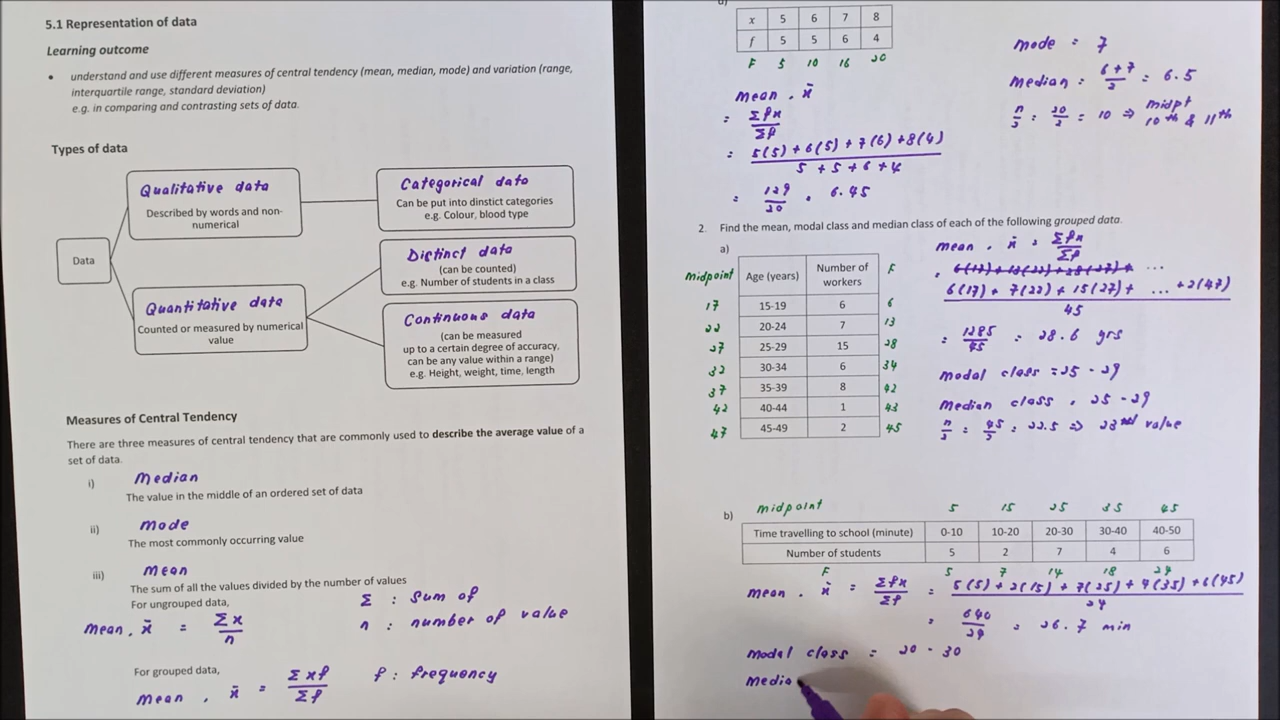 5.1 Representation of data
Learning outcome
• understand and use different measures of central tendency (mean, median, mode) and variation (range,
interquartile range, standard deviation)
e.g. in comparing and contrasting sets of data.
Types of data
Data
Qualitative data
Described by words and non-
numerical
Categorical data
Can be put into dinstict categories
e.g. Colour, blood type
Quantitative data
Counted or measured by numerical
value
Distinct data
(can be counted)
e.g. Number of students in a class
Continuous data
(can be measured
up to a certain degree of accuracy,
can be any value within a range)
e.g. Height, weight, time, length
Measures of Central Tendency
There are three measures of central tendency that are commonly used to describe the average value of a
set of data.
i) Median
The value in the middle of an ordered set of data
ii) mode
The most commonly occurring value
iii) Mean
The sum of all the values divided by the number of values
For ungrouped data,
mean, x̄ = Σx/n
Σ : sum of
n : number of value
For grouped data,
mean, x̄ = Σxf/Σf
f : frequency
x 5 6 7 8
f 5 5 6 4
F 5 10 16 20
mean, x̄
= Σfx/Σf
= 5(5) + 6(5) + 7(6) + 8(4) / 5 + 5 + 6 + 4
= 129/20 = 6.45
mode = 7
Median = 6+7/2 = 6.5
n/2 = 20/2 = 10 ⇒ midpt 10th & 11th
2. Find the mean, modal class and median class of each of the following grouped data.
a)
midpoint Age (years) Number of workers F
17 15-19 6 6
22 20-24 7 13
27 25-29 15 28
32 30-34 6 34
37 35-39 8 42
42 40-44 1 43
47 45-49 2 45
mean, x̄ = Σfx/Σf
= 6(17) + 7(22) + 15(27) + ... + 2(47) / 45
= 1285/45 = 28.6 yrs
modal class = 25 - 29
Median class = 25 - 29
n/2 = 45/2 = 22.5 ⇒ 23rd value
b) midpoint 5 15 25 35 45
Time travelling to school (minute) 0-10 10-20 20-30 30-40 40-50
Number of students 5 2 7 4 6
F 5 7 14 18 24
mean, x̄ = Σfx/Σf = 5(5) + 2(15) + 7(25) + 4(35) + 6(45) / 24
= 640/24 = 26.7 min
Modal class = 20 - 30
Media